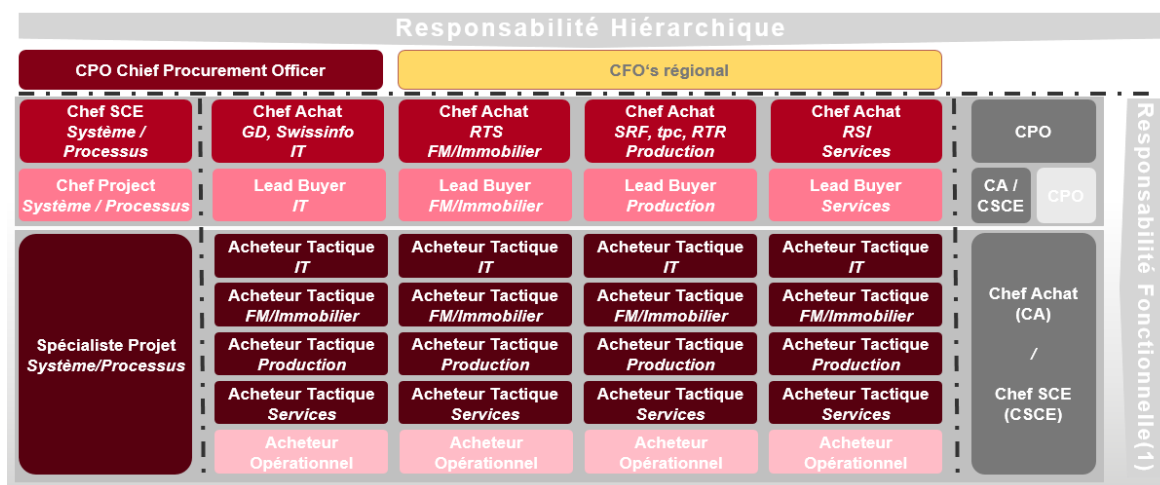 Responsabilité Hiérarchique
CPO Chief Procurement Officer
CFO's régional
Chef SCE
Système /
Processus
Chef Achat
GD, Swissinfo
IT
Chef Achat
RTS
FM/Immobilier
Chef Achat
SRF, tpc, RTR
Production
Chef Achat
RSI
Services
CPO
Chef Project
Système / Processus
Lead Buyer
IT
Lead Buyer
FM/Immobilier
Lead Buyer
Production
Lead Buyer
Services
CA /
CSCE
CPO
Spécialiste Projet
Système/Processus
Acheteur Tactique
IT
Acheteur Tactique
IT
Acheteur Tactique
IT
Acheteur Tactique
IT
Acheteur Tactique
FM/Immobilier
Acheteur Tactique
FM/Immobilier
Acheteur Tactique
FM/Immobilier
Acheteur Tactique
FM/Immobilier
Acheteur Tactique
Production
Acheteur Tactique
Production
Acheteur Tactique
Production
Acheteur Tactique
Production
Acheteur Tactique
Services
Acheteur Tactique
Services
Acheteur Tactique
Services
Acheteur Tactique
Services
Acheteur
Opérationnel
Acheteur
Opérationnel
Acheteur
Opérationnel
Acheteur
Opérationnel
Chef Achat
(CA)
/
Chef SCE
(CSCE)
Responsabilité Fonctionnelle(1)